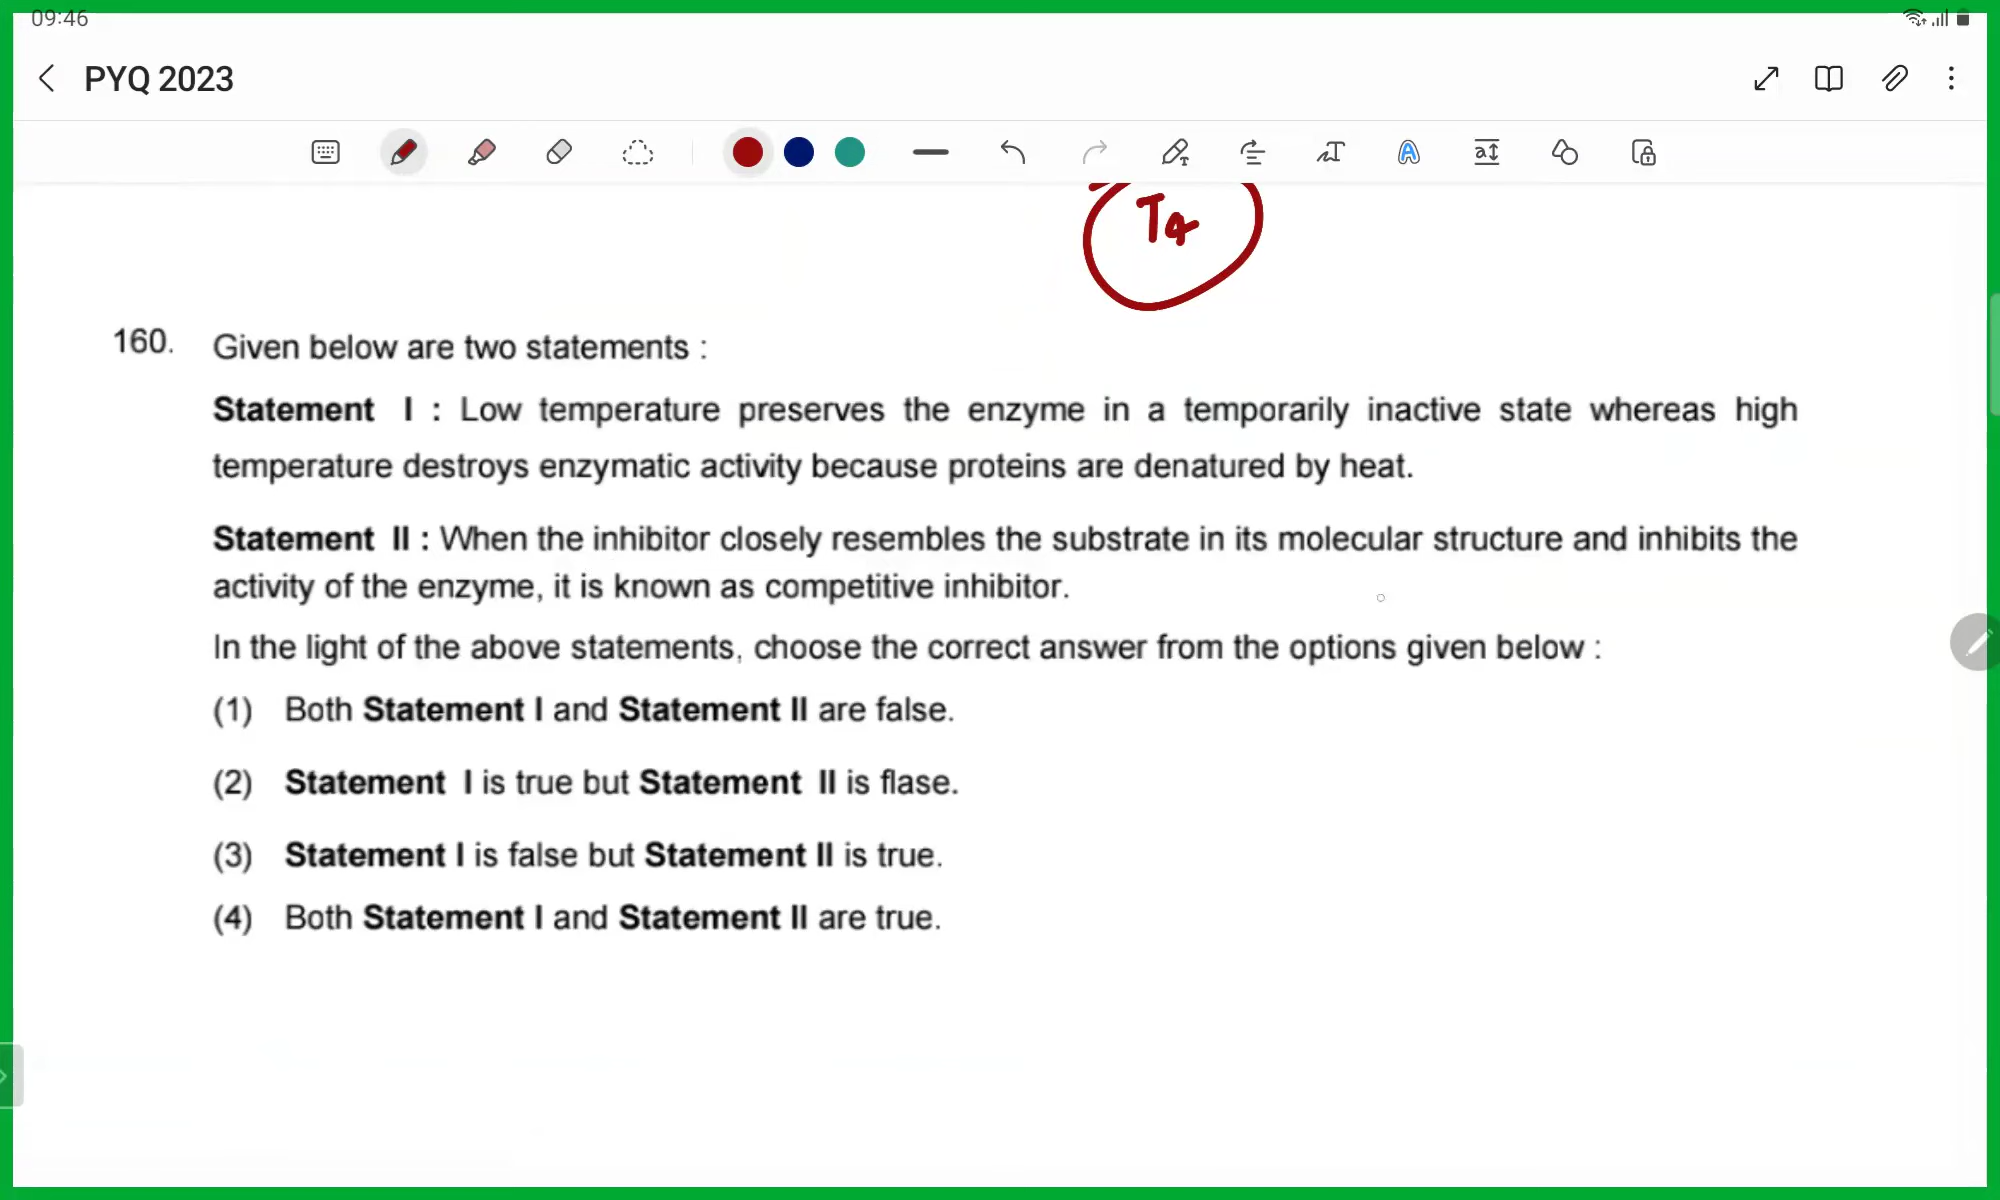 09:46
PYQ 2023
T4
160. Given below are two statements :
Statement I : Low temperature preserves the enzyme in a temporarily inactive state whereas high
temperature destroys enzymatic activity because proteins are denatured by heat.
Statement II : When the inhibitor closely resembles the substrate in its molecular structure and inhibits the
activity of the enzyme, it is known as competitive inhibitor.
In the light of the above statements, choose the correct answer from the options given below :
(1) Both Statement I and Statement II are false.
(2) Statement I is true but Statement II is flase.
(3) Statement I is false but Statement II is true.
(4) Both Statement I and Statement II are true.